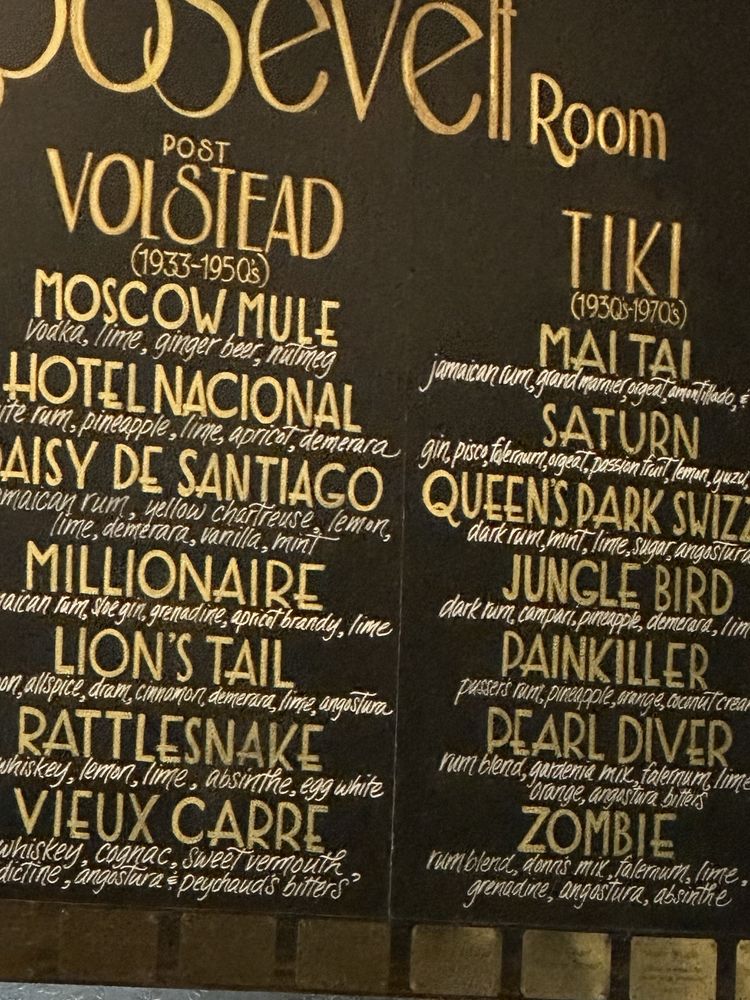 Roosevelt Room
POST
VOLSTEAD
(1933-1950's)
MOSCOW MULE
vodka, lime, ginger beer, nutmeg
HOTEL NACIONAL
rum, pineapple, lime, apricot, demerara
DAISY DE SANTIAGO
jamaican rum, yellow chartreuse, lemon,
lime, demerara, vanilla, mint
MILLIONAIRE
rum, sloe gin, grenadine, apricot brandy, lime
LION'S TAIL
allspice, dram, cinnamon, demerara, lime, angostura
RATTLESNAKE
whiskey, lemon, lime, absinthe, egg white
VIEUX CARRE
whiskey, cognac, sweet vermouth,
angostura & peychaud's bitters
TIKI
(1930's-1970's)
MAI TAI
jamaican rum, grand marnier, orgeat, amontillado, &
SATURN
gin, pisco, falernum, orgeat, passion fruit, lemon, yuzu,
QUEEN'S PARK
dark rum, mint, lime, sugar, angostura
JUNGLE BIRD
dark rum, campari, pineapple, demerara,
PAINKILLER
pusser's rum, pineapple, orange, coconut
PEARL DIVER
rum blend, gardenia mix, falernum, lime
orange, angostura bitters
ZOMBIE
rum blend, donn's mix, falernum, lime,
grenadine, angostura, absinthe